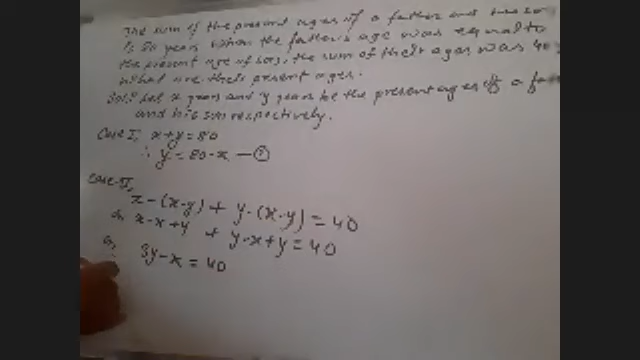 The sum of the present ages of a father and his son
is 80 years. When the father's age was equal to
the present age of son, the sum of their ages was 40
What are their present ages.
Sol: Let x years and y years be the present ages of a
and his son respectively.
Case I, x+y=80
∴ y=80-x
Case-II,
x-(x-y) + y-(x-y)=40
or x-x+y + y-x+y=40
or, 3y-x=40